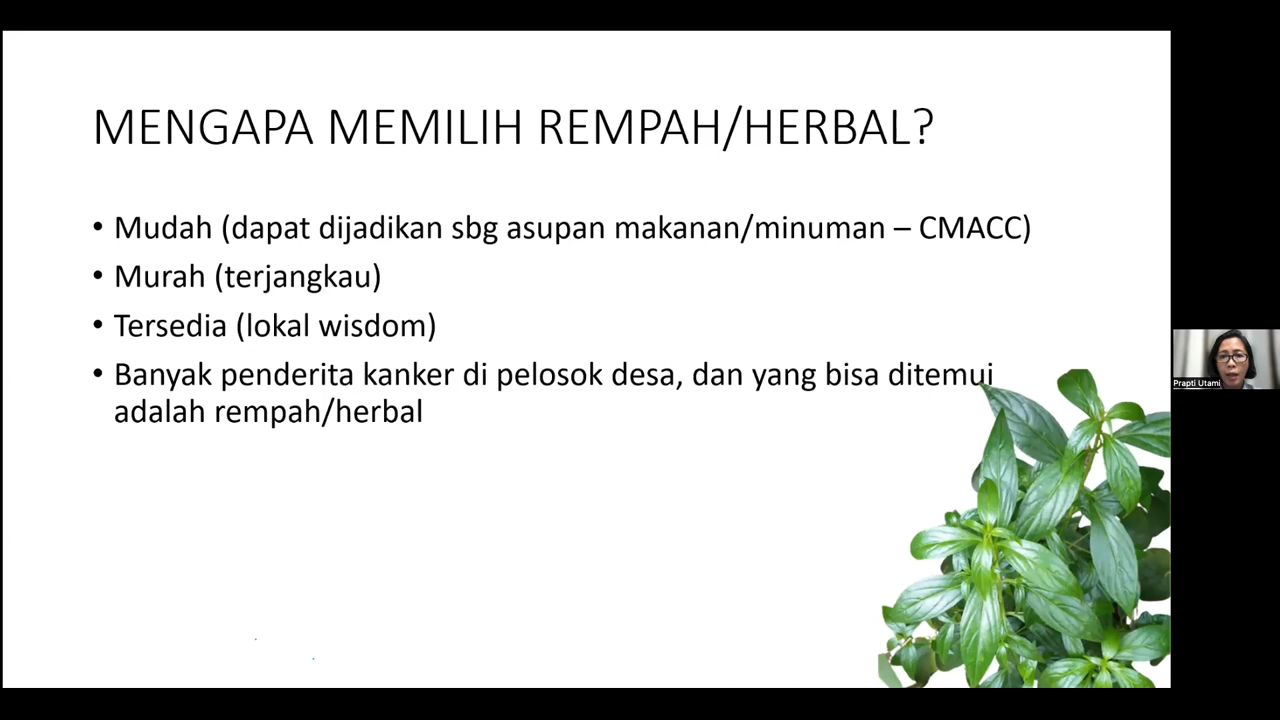 MENGAPA MEMILIH REMPAH/HERBAL?
• Mudah (dapat dijadikan sbg asupan makanan/minuman – CMACC)
• Murah (terjangkau)
• Tersedia (lokal wisdom)
• Banyak penderita kanker di pelosok desa, dan yang bisa ditemui
adalah rempah/herbal
Prapti Utami